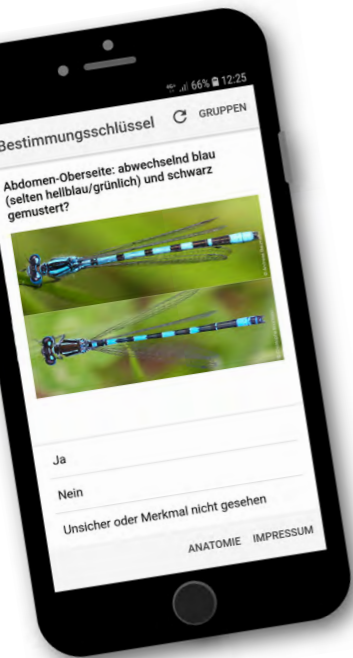 66% 12:25
Bestimmungsschlüssel GRUPPEN
Abdomen-Oberseite: abwechselnd blau
(selten hellblau/grünlich) und schwarz
gemustert?
Ja
Nein
Unsicher oder Merkmal nicht gesehen
ANATOMIE IMPRESSUM